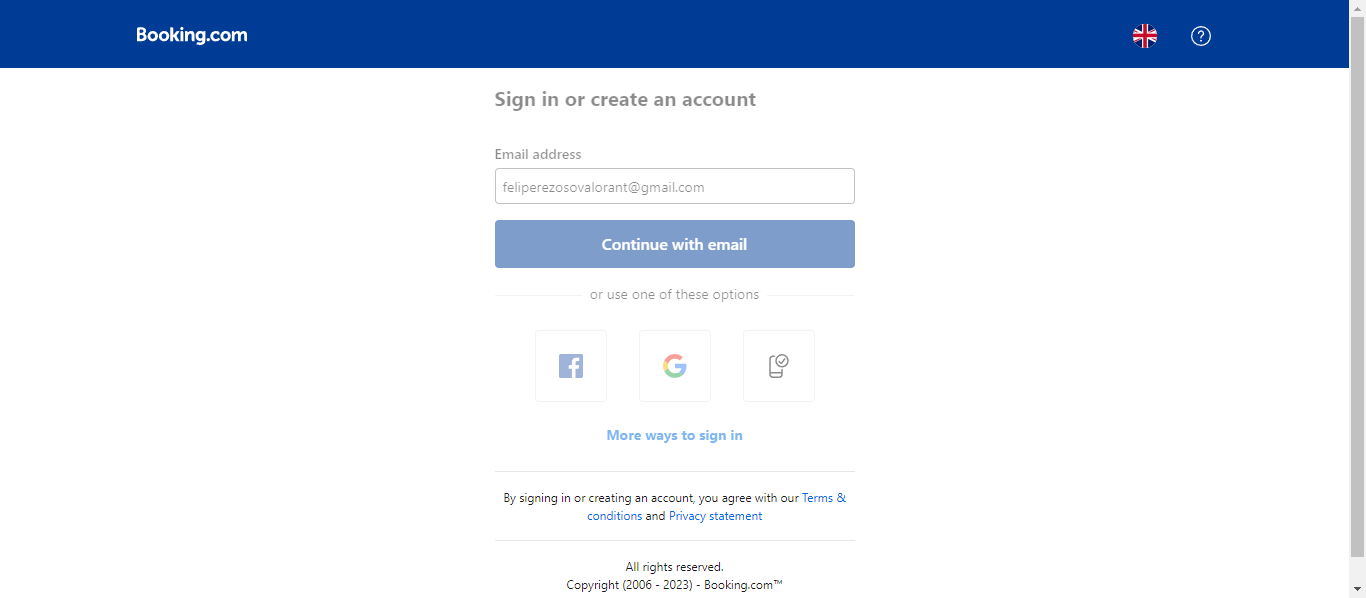 Booking.com
Sign in or create an account
Email address
feliperezosovalorant@gmail.com
Continue with email
or use one of these options
More ways to sign in
By signing in or creating an account, you agree with our Terms &
conditions and Privacy statement
All rights reserved.
Copyright (2006 - 2023) - Booking.com™